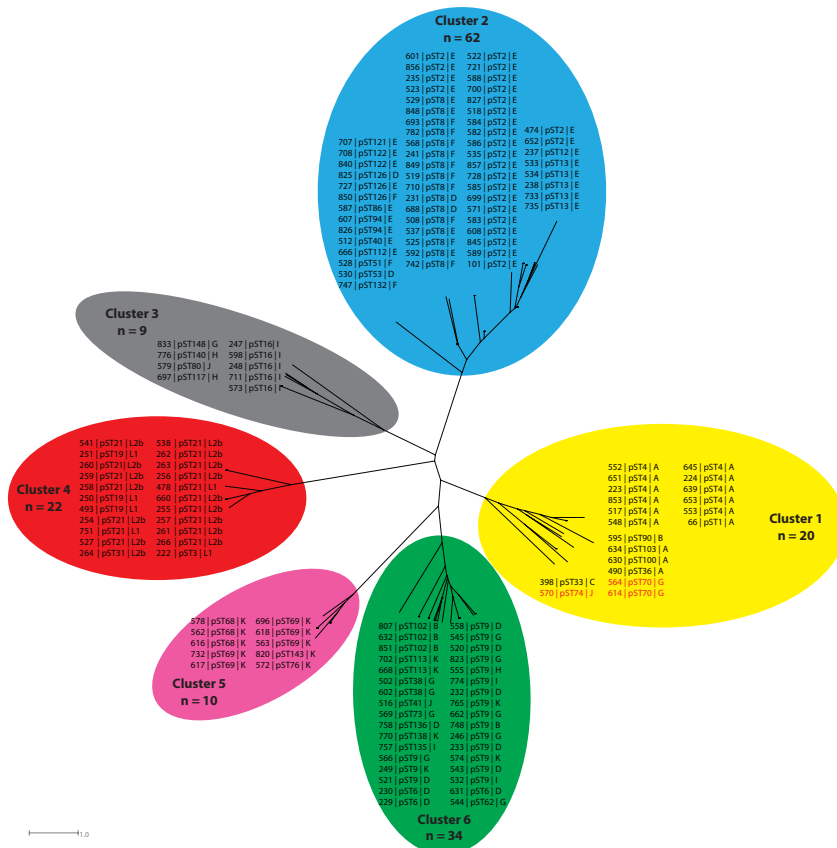 Cluster 2
n = 62
601 | pST2 | E 522 | pST2 | E
856 | pST2 | E 721 | pST2 | E
235 | pST2 | E 588 | pST2 | E
523 | pST2 | E 700 | pST2 | E
529 | pST8 | E 827 | pST2 | E
848 | pST8 | E 518 | pST2 | E
693 | pST8 | F 584 | pST2 | E
782 | pST8 | F 582 | pST2 | E
568 | pST8 | F 586 | pST2 | E
241 | pST8 | F 535 | pST2 | E
849 | pST8 | F 857 | pST2 | E
519 | pST8 | F 728 | pST2 | E
710 | pST8 | F 585 | pST2 | E
231 | pST8 | D 699 | pST2 | E
688 | pST8 | D 571 | pST2 | E
508 | pST8 | F 583 | pST2 | E
537 | pST8 | E 608 | pST2 | E
525 | pST8 | F 845 | pST2 | E
592 | pST8 | E 589 | pST2 | E
742 | pST8 | F 101 | pST2 | E
474 | pST2 | E
652 | pST2 | E
237 | pST12 | E
533 | pST13 | E
534 | pST13 | E
238 | pST13 | E
733 | pST13 | E
735 | pST13 | E
707 | pST121 | E
708 | pST122 | E
840 | pST122 | E
825 | pST126 | D
727 | pST126 | E
850 | pST126 | F
587 | pST86 | E
607 | pST94 | E
826 | pST94 | E
512 | pST40 | E
666 | pST112 | E
528 | pST51 | F
530 | pST53 | D
747 | pST132 | F
Cluster 3
n = 9
833 | pST148 | G 247 | pST16 | I
776 | pST140 | H 598 | pST16 | I
579 | pST80 | J 248 | pST16 | I
697 | pST117 | H 711 | pST16 | I
573 | pST16 | I
Cluster 4
n = 22
541 | pST21 | L2b 538 | pST21 | L2b
251 | pST19 | L1 262 | pST21 | L2b
260 | pST21 | L2b 263 | pST21 | L2b
259 | pST21 | L2b 256 | pST21 | L2b
258 | pST21 | L2b 478 | pST21 | L1
250 | pST19 | L1 660 | pST21 | L2b
493 | pST19 | L1 255 | pST21 | L2b
254 | pST21 | L2b 257 | pST21 | L2b
751 | pST21 | L1 261 | pST21 | L2b
527 | pST21 | L2b 266 | pST21 | L2b
264 | pST31 | L2b 222 | pST3 | L1
552 | pST4 | A 645 | pST4 | A
651 | pST4 | A 224 | pST4 | A
223 | pST4 | A 639 | pST4 | A
853 | pST4 | A 653 | pST4 | A
517 | pST4 | A 553 | pST4 | A
548 | pST4 | A 66 | pST1 | A
Cluster 1
n = 20
595 | pST90 | B
634 | pST103 | A
630 | pST100 | A
490 | pST36 | A
398 | pST33 | C 564 | pST70 | G
570 | pST74 | J 614 | pST70 | G
578 | pST68 | K 696 | pST69 | K
562 | pST68 | K 618 | pST69 | K
616 | pST68 | K 563 | pST69 | K
732 | pST69 | K 820 | pST143 | K
617 | pST69 | K 572 | pST76 | K
Cluster 5
n = 10
807 | pST102 | B 558 | pST9 | D
632 | pST102 | B 545 | pST9 | G
851 | pST102 | B 520 | pST9 | D
702 | pST113 | K 823 | pST9 | G
668 | pST113 | K 555 | pST9 | H
502 | pST38 | G 774 | pST9 | I
602 | pST38 | G 232 | pST9 | D
516 | pST41 | J 765 | pST9 | K
569 | pST73 | G 662 | pST9 | G
758 | pST136 | D 748 | pST9 | B
770 | pST138 | K 246 | pST9 | G
757 | pST135 | I 233 | pST9 | D
566 | pST9 | G 574 | pST9 | K
249 | pST9 | K 543 | pST9 | D
521 | pST9 | D 532 | pST9 | I
230 | pST6 | D 631 | pST6 | D
229 | pST6 | D 544 | pST62 | G
Cluster 6
n = 34
1.0